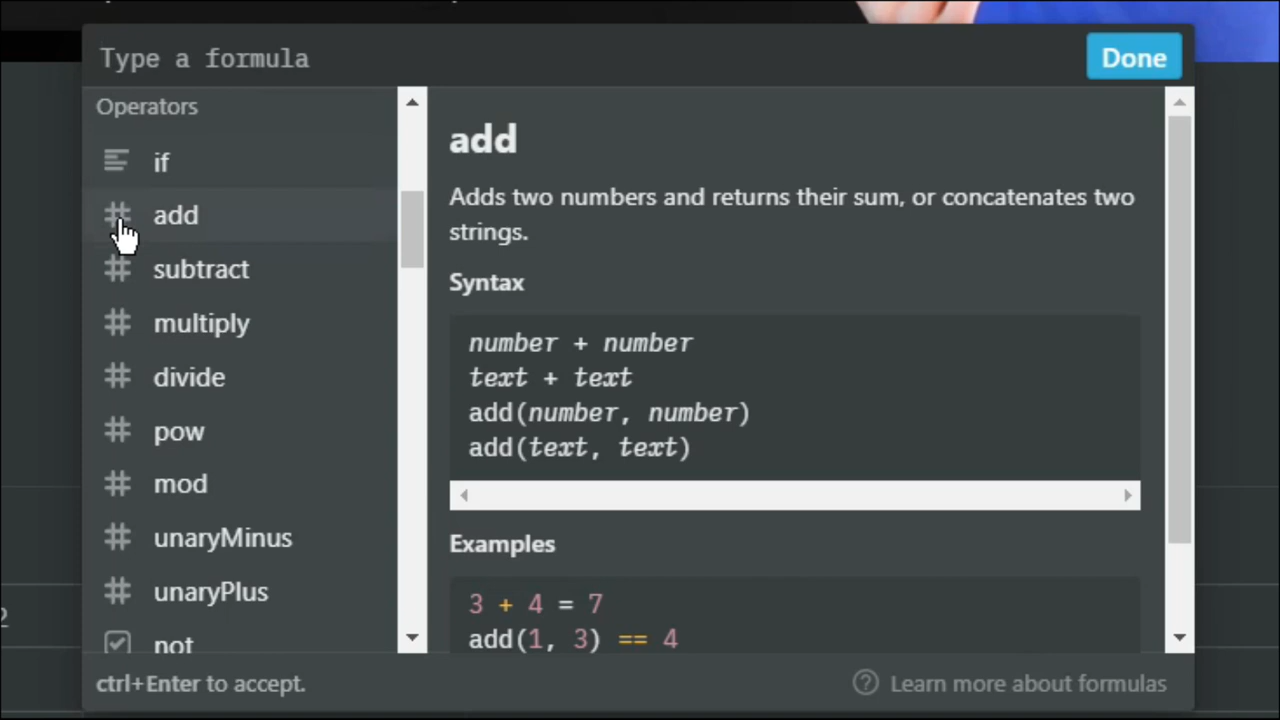 Type a formula
Done
Operators
if
add
subtract
multiply
divide
pow
mod
unaryMinus
unaryPlus
not
add
Adds two numbers and returns their sum, or concatenates two
strings.
Syntax
number + number
text + text
add(number, number)
add(text, text)
Examples
3 + 4 = 7
add(1, 3) == 4
2
ctrl+Enter to accept.
Learn more about formulas